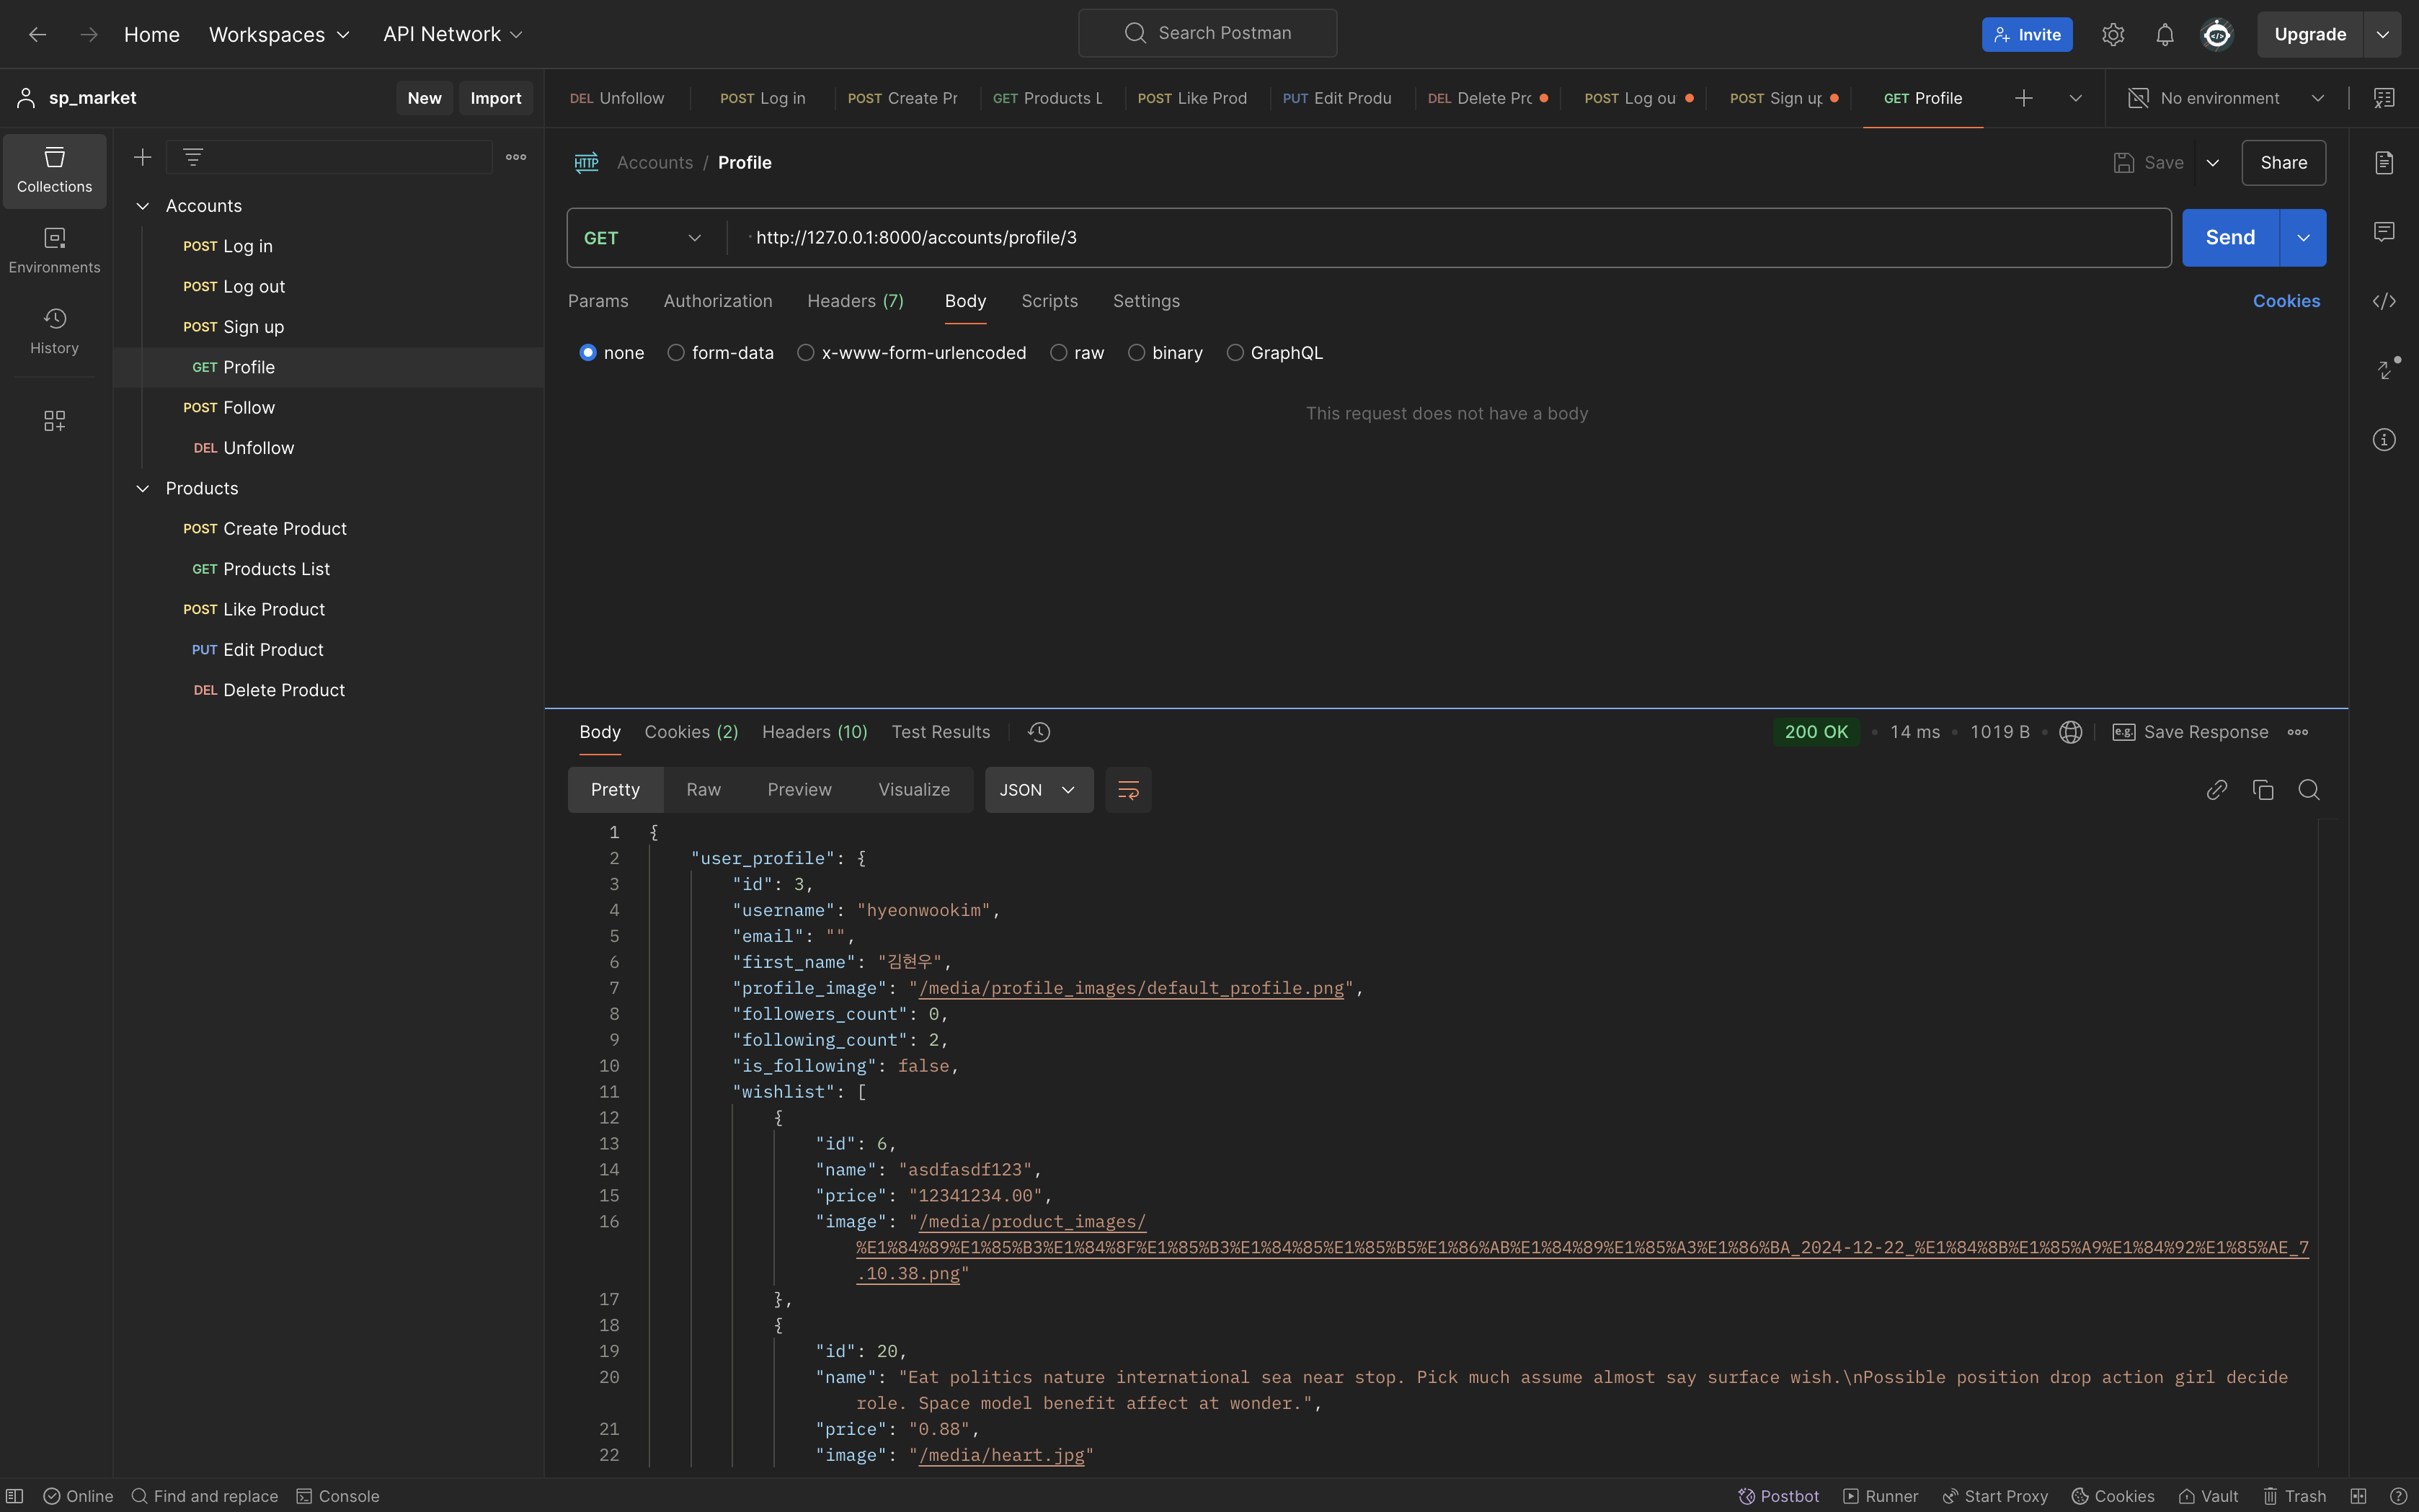 Home Workspaces API Network Search Postman Invite Upgrade
sp_market New Import
DEL Unfollow POST Log in POST Create Pr GET Products L POST Like Prod PUT Edit Produ DEL Delete Prc POST Log ou POST Sign up GET Profile No environment
Collections
Environments
History
Accounts
POST Log in
POST Log out
POST Sign up
GET Profile
POST Follow
DEL Unfollow
Products
POST Create Product
GET Products List
POST Like Product
PUT Edit Product
DEL Delete Product
HTTP Accounts / Profile Save Share
GET http://127.0.0.1:8000/accounts/profile/3 Send
Params Authorization Headers (7) Body Scripts Settings Cookies
none form-data x-www-form-urlencoded raw binary GraphQL
This request does not have a body
Body Cookies (2) Headers (10) Test Results 200 OK 14 ms 1019 B e.g. Save Response
Pretty Raw Preview Visualize JSON
1 {
2 "user_profile": {
3 "id": 3,
4 "username": "hyeonwookim",
5 "email": "",
6 "first_name": "김현우",
7 "profile_image": "/media/profile_images/default_profile.png",
8 "followers_count": 0,
9 "following_count": 2,
10 "is_following": false,
11 "wishlist": [
12 {
13 "id": 6,
14 "name": "asdfasdf123",
15 "price": "12341234.00",
16 "image": "/media/product_images/
%E1%84%89%E1%85%B3%E1%84%8F%E1%85%B3%E1%84%85%E1%85%B5%E1%86%AB%E1%84%89%E1%85%A3%E1%86%BA_2024-12-22_%E1%84%8B%E1%85%A9%E1%84%92%E1%85%AE_7
.10.38.png"
17 },
18 {
19 "id": 20,
20 "name": "Eat politics nature international sea near stop. Pick much assume almost say surface wish.\nPossible position drop action girl decide
role. Space model benefit affect at wonder.",
21 "price": "0.88",
22 "image": "/media/heart.jpg"
Online Find and replace Console Postbot Runner Start Proxy Cookies Vault Trash